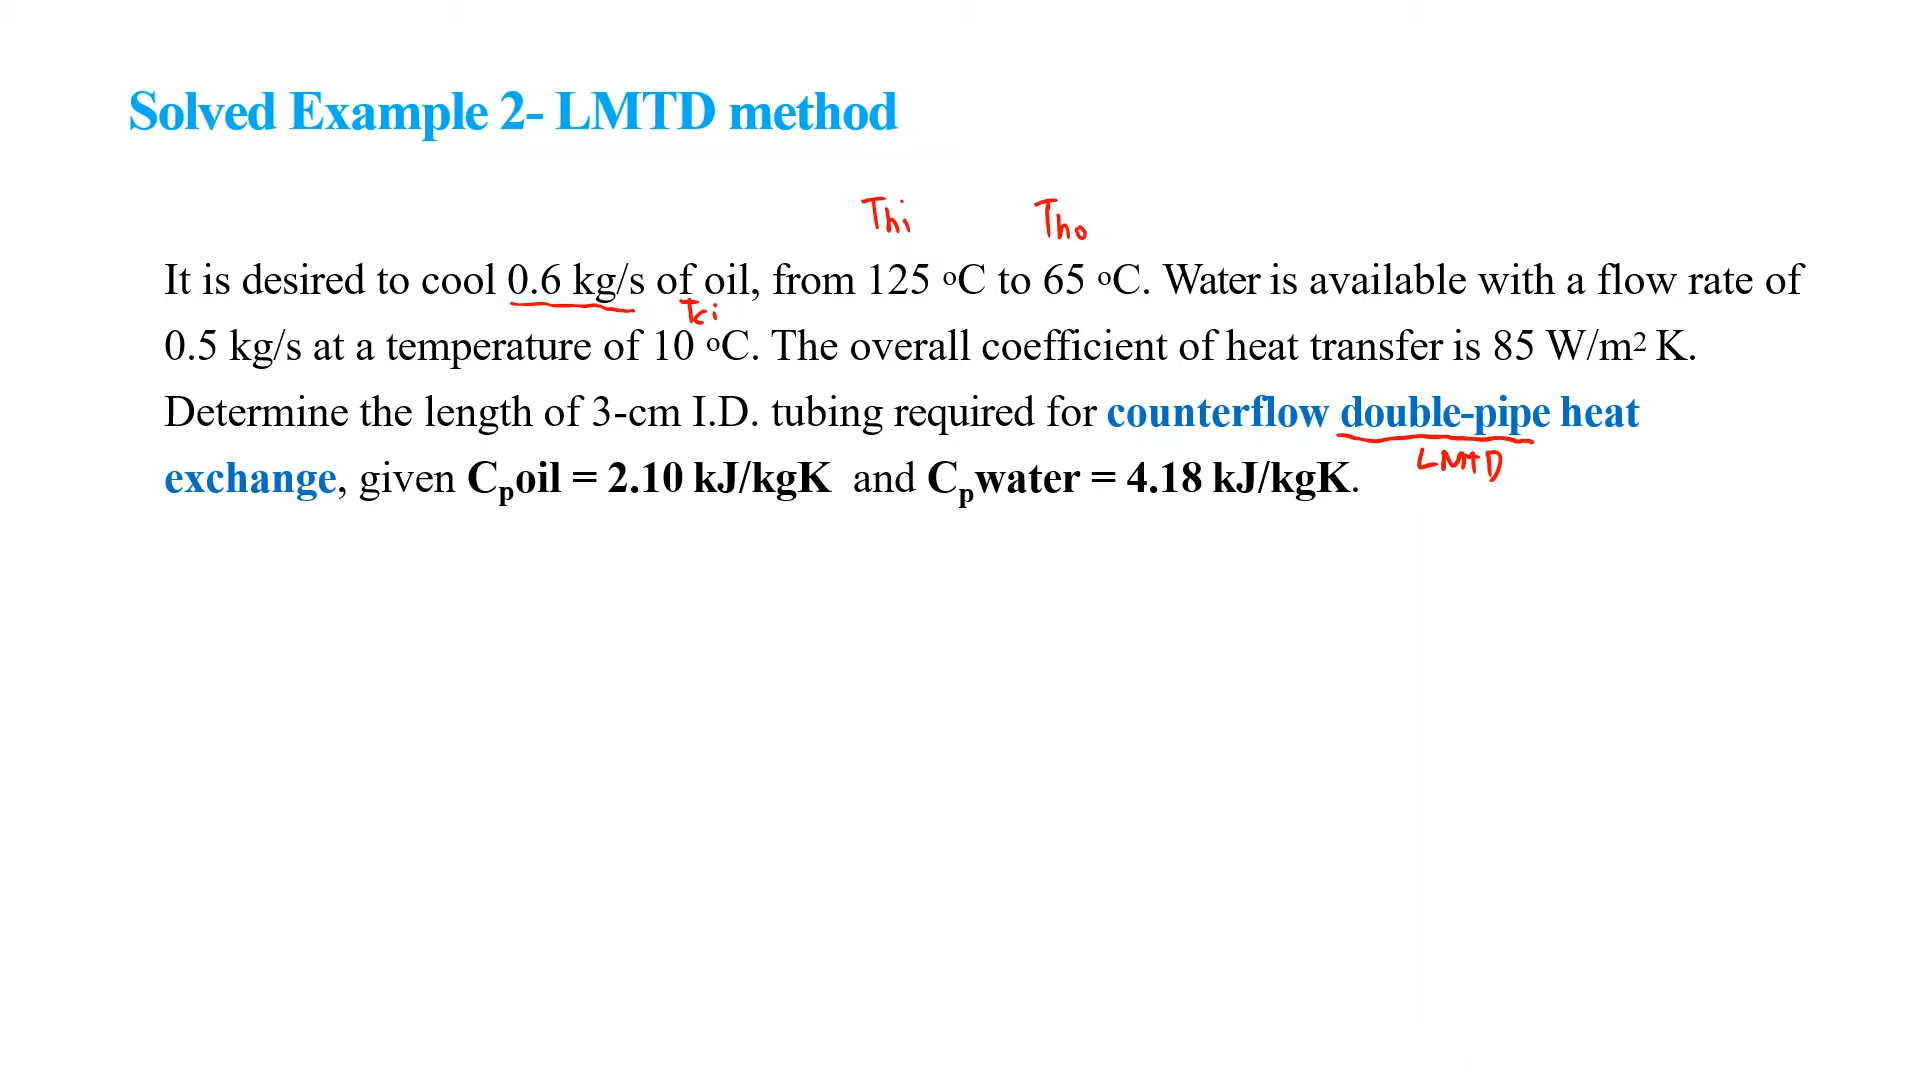 Solved Example 2- LMTD method
Thi Tho
It is desired to cool 0.6 kg/s of oil, from 125 oC to 65 oC. Water is available with a flow rate of
Tci
0.5 kg/s at a temperature of 10 oC. The overall coefficient of heat transfer is 85 W/m2 K.
Determine the length of 3-cm I.D. tubing required for counterflow double-pipe heat
LMTD
exchange, given Cpoil = 2.10 kJ/kgK and Cpwater = 4.18 kJ/kgK.